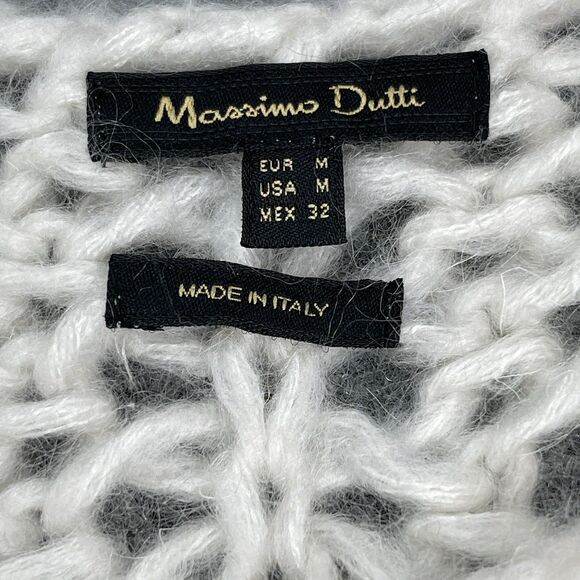 Massimo Dutti
EUR M
USA M
MEX 32
MADE IN ITALY